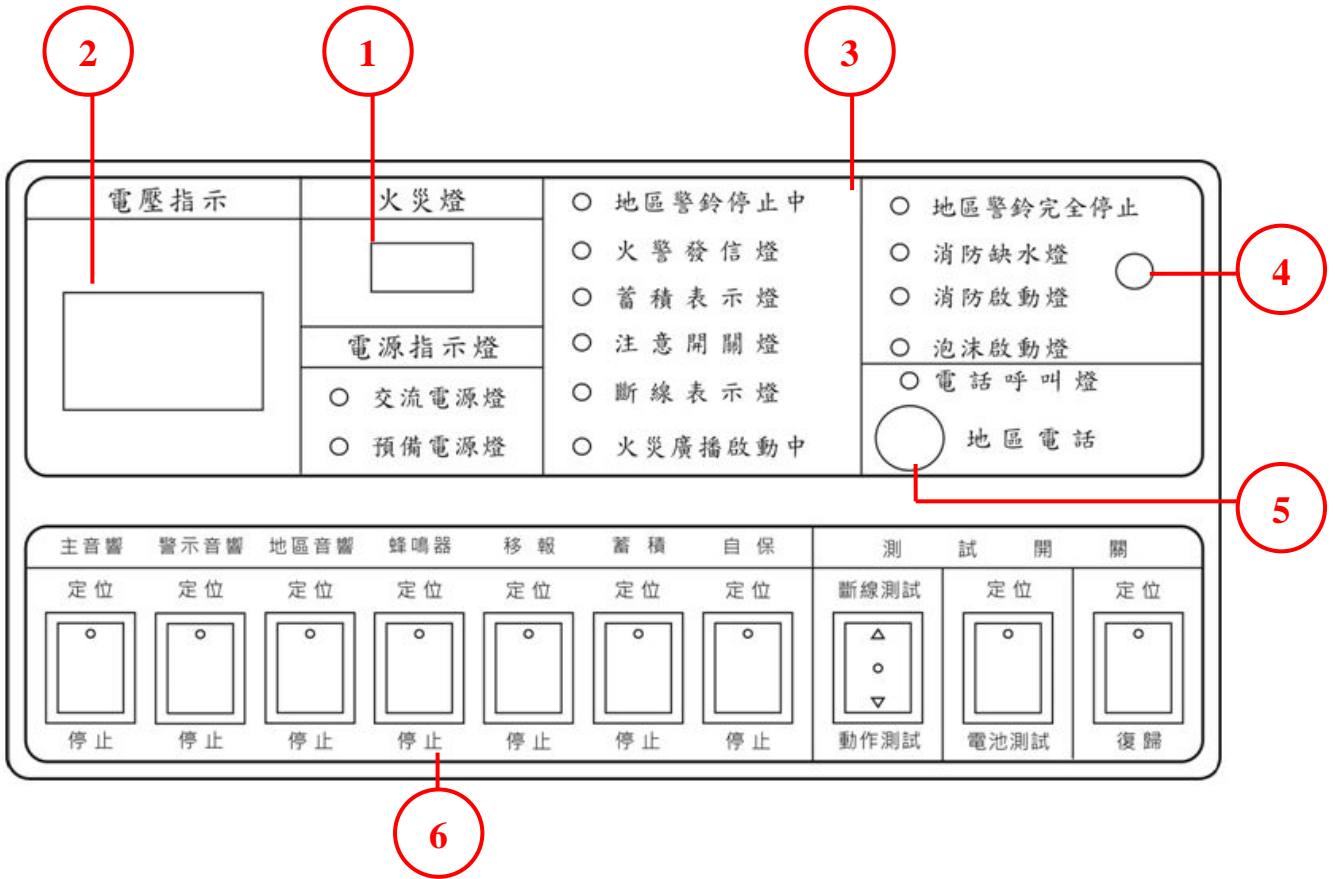 2
1
3
電壓指示
火災燈
電源指示燈
交流電源燈
預備電源燈
地區警鈴停止中
火警發信燈
蓄積表示燈
注意開關燈
斷線表示燈
火災廣播啟動中
地區警鈴完全停止
消防缺水燈
消防啟動燈
泡沫啟動燈
4
電話呼叫燈
地區電話
5
主音響 警示音響 地區音響 蜂鳴器 移報 蓄積 自保 測試開關
定位 定位 定位 定位 定位 定位 定位 斷線測試 定位 定位
停止 停止 停止 停止 停止 停止 停止 動作測試 電池測試 復歸
6